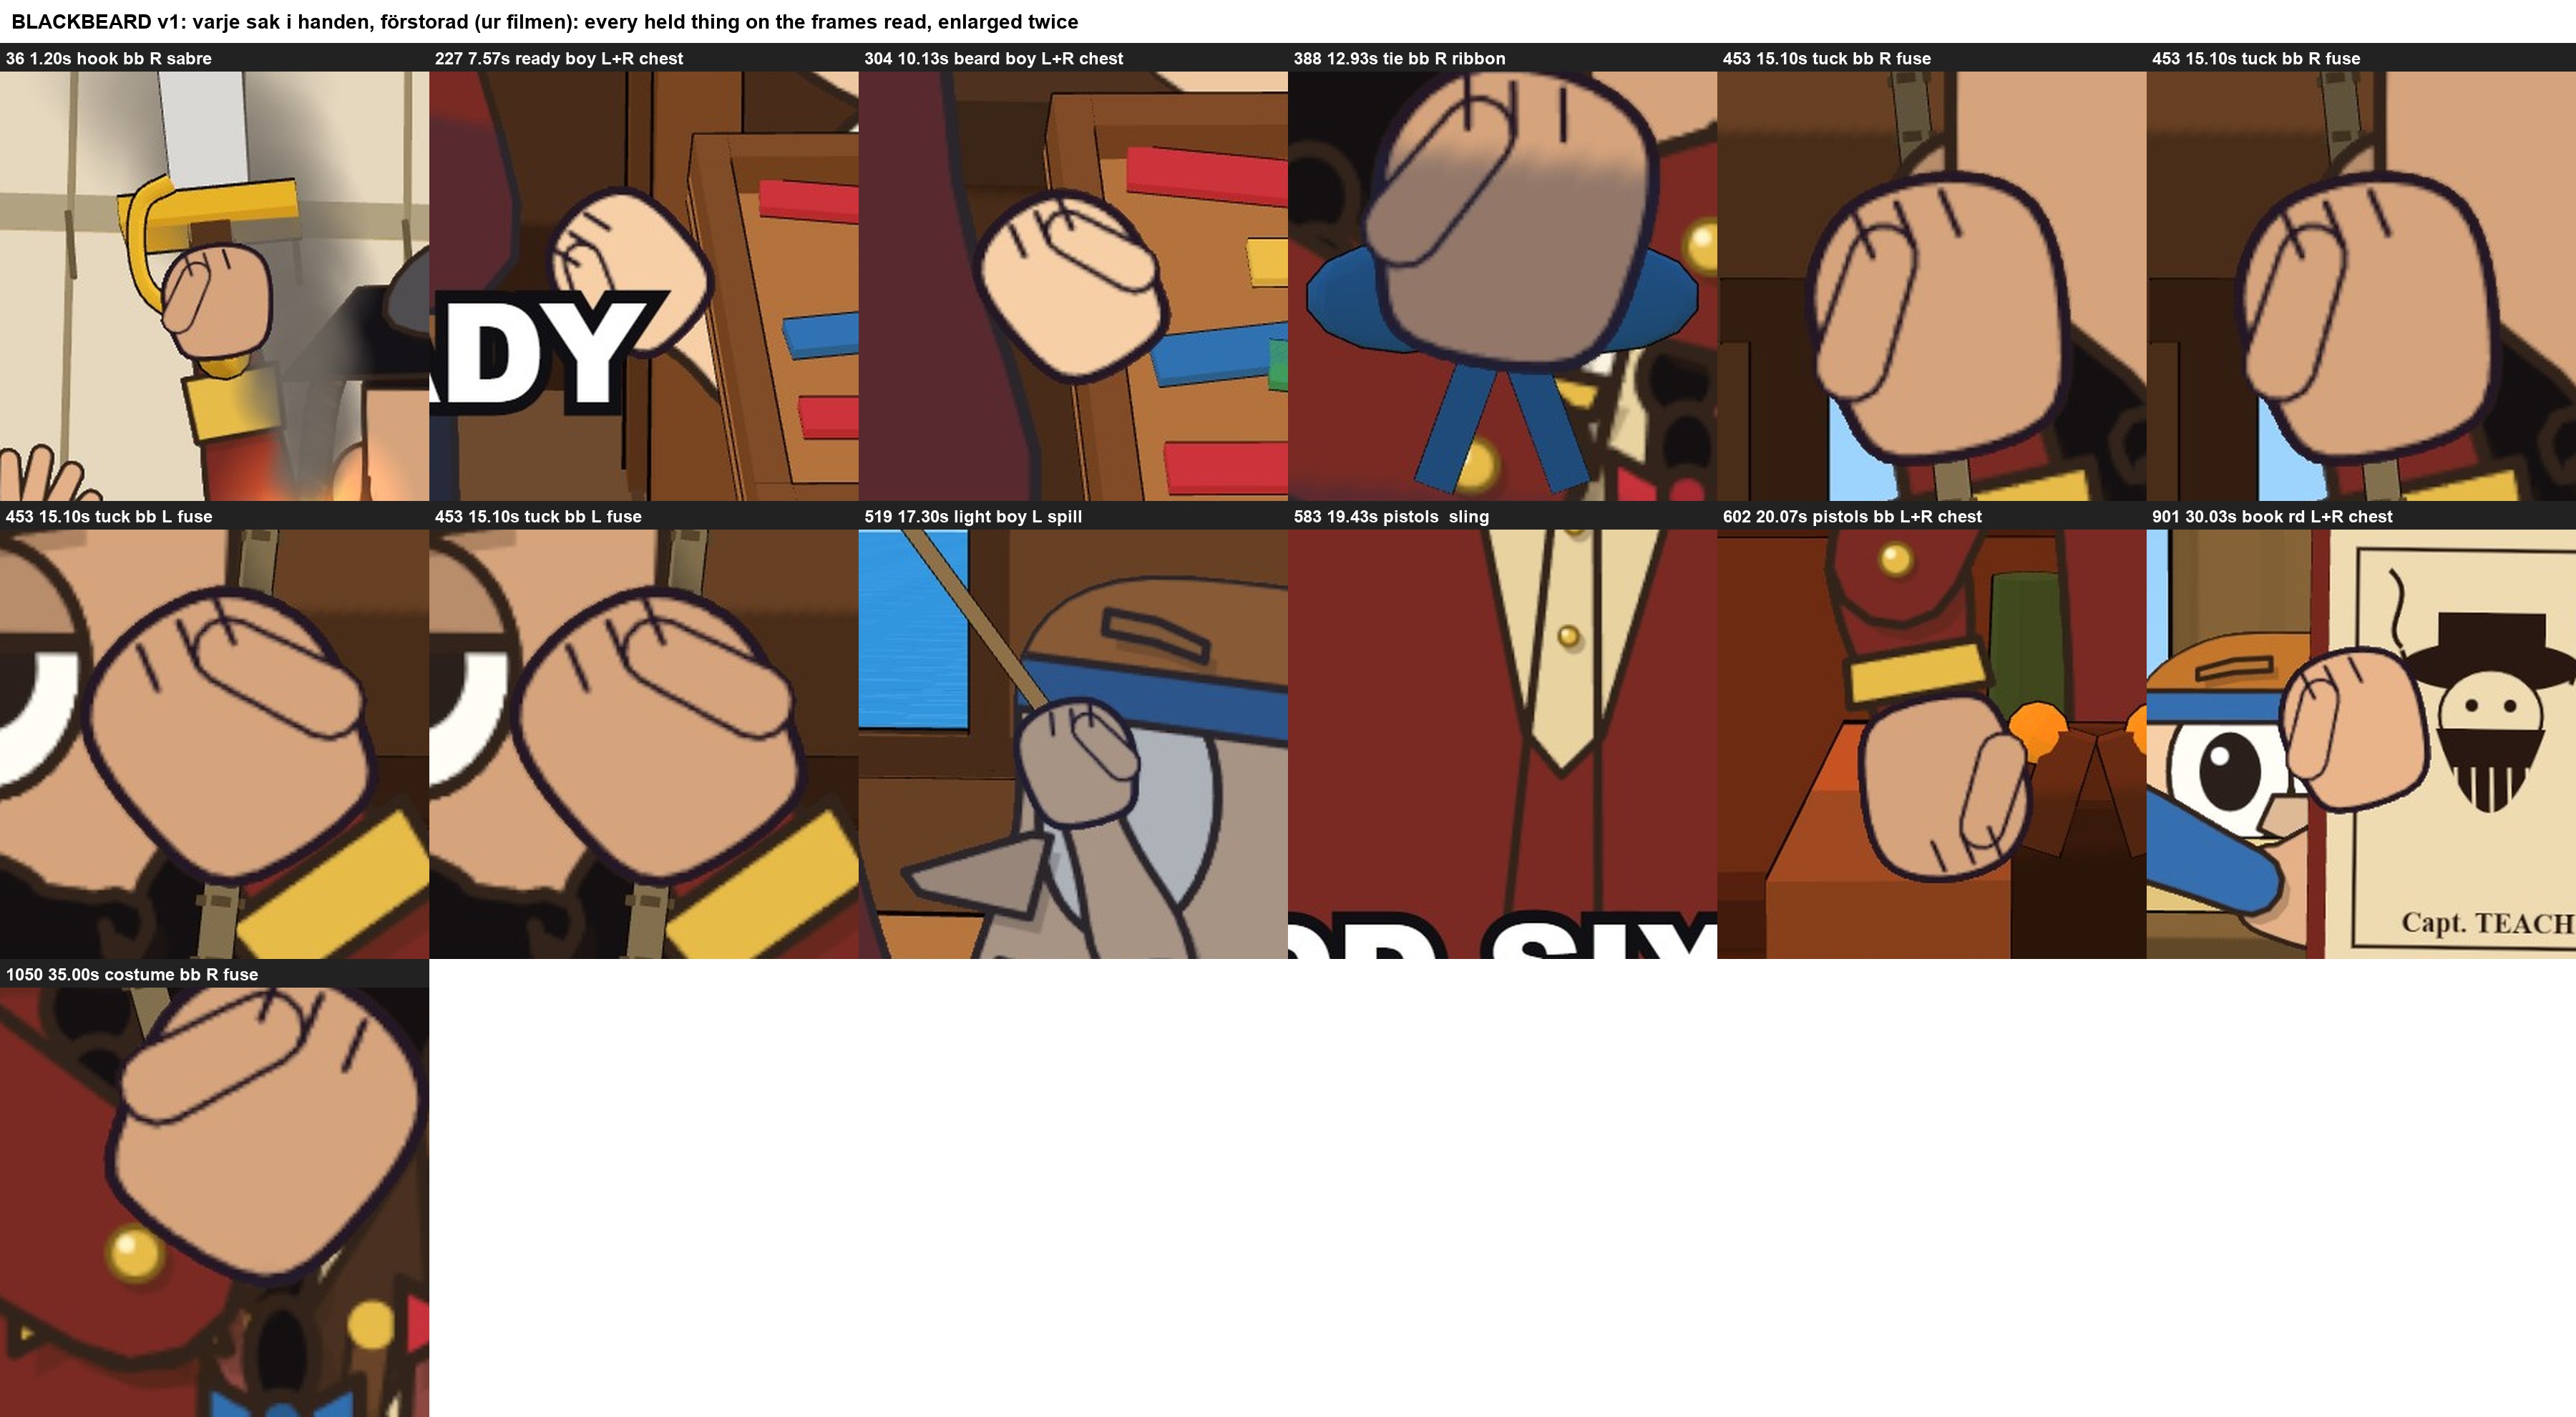 BLACKBEARD v1: varje sak i handen, förstorad (ur filmen): every held thing on the frames read, enlarged twice
36 1.20s hook bb R sabre
227 7.57s ready boy L+R chest
304 10.13s beard boy L+R chest
388 12.93s tie bb R ribbon
453 15.10s tuck bb R fuse
453 15.10s tuck bb R fuse
ADY
453 15.10s tuck bb L fuse
453 15.10s tuck bb L fuse
519 17.30s light boy L spill
583 19.43s pistols  sling
602 20.07s pistols bb L+R chest
901 30.03s book rd L+R chest
OD SIX
Capt. TEACH
1050 35.00s costume bb R fuse